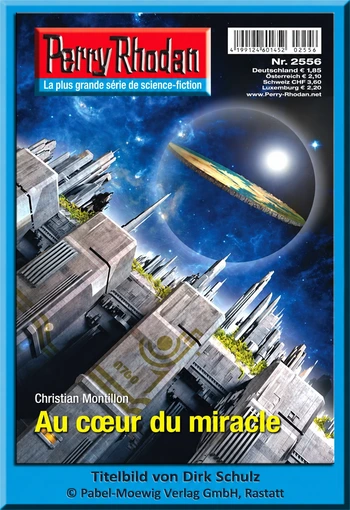 Perry Rhodan
La plus grande série de science-fiction
4199124601452
02556
Nr. 2556
Deutschland € 1,85
Österreich € 2,10
Schweiz CHF 3,60
Luxemburg € 2,20
www.Perry-Rhodan.net
Christian Montillon
Au cœur du miracle
Titelbild von Dirk Schulz
© Pabel-Moewig Verlag GmbH, Rastatt